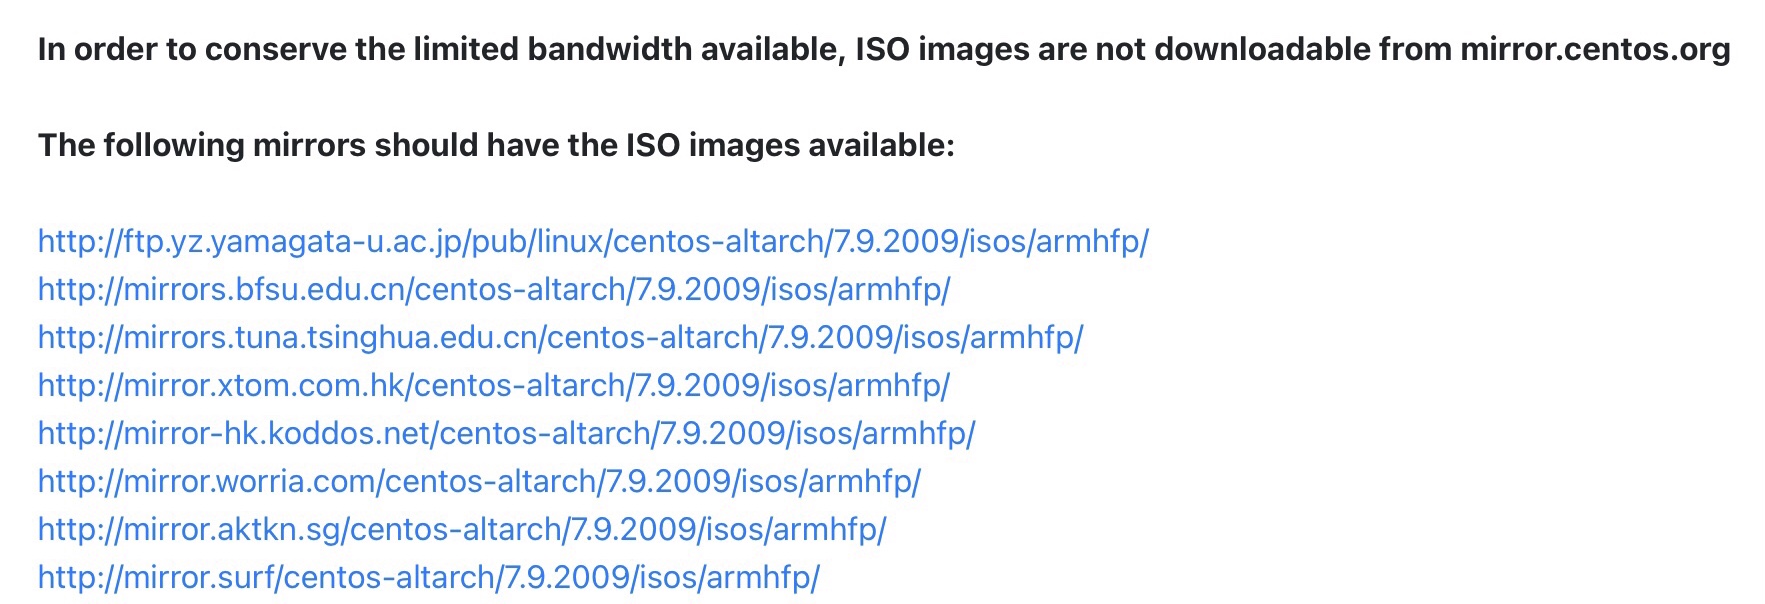 In order to conserve the limited bandwidth available, ISO images are not downloadable from mirror.centos.org
The following mirrors should have the ISO images available:
http://ftp.yz.yamagata-u.ac.jp/pub/linux/centos-altarch/7.9.2009/isos/armhfp/
http://mirrors.bfsu.edu.cn/centos-altarch/7.9.2009/isos/armhfp/
http://mirrors.tuna.tsinghua.edu.cn/centos-altarch/7.9.2009/isos/armhfp/
http://mirror.xtom.com.hk/centos-altarch/7.9.2009/isos/armhfp/
http://mirror-hk.koddos.net/centos-altarch/7.9.2009/isos/armhfp/
http://mirror.worria.com/centos-altarch/7.9.2009/isos/armhfp/
http://mirror.aktkn.sg/centos-altarch/7.9.2009/isos/armhfp/
http://mirror.surf/centos-altarch/7.9.2009/isos/armhfp/